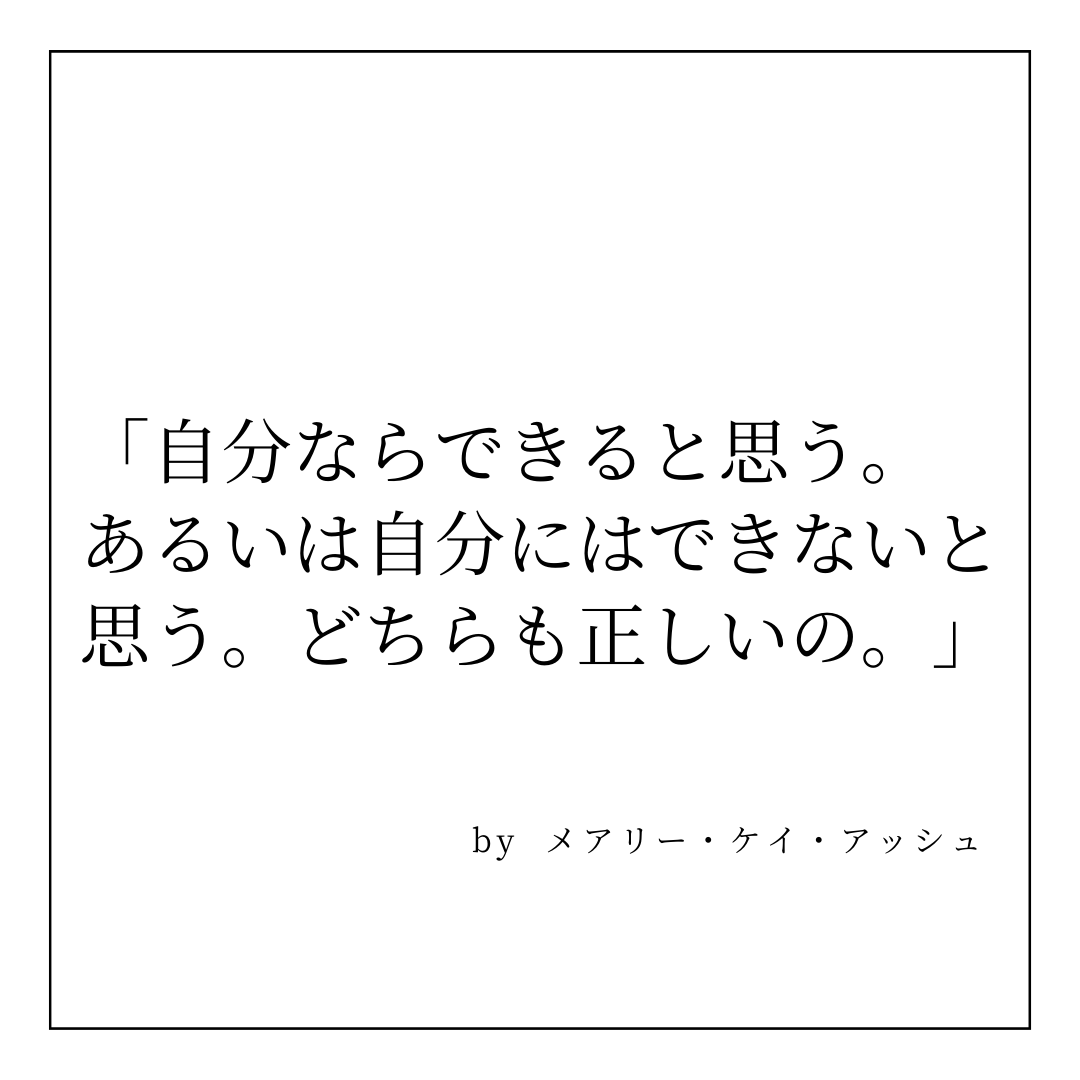 「自分ならできると思う。
あるいは自分にはできないと
思う。どちらも正しいの。」
by メアリー・ケイ・アッシュ